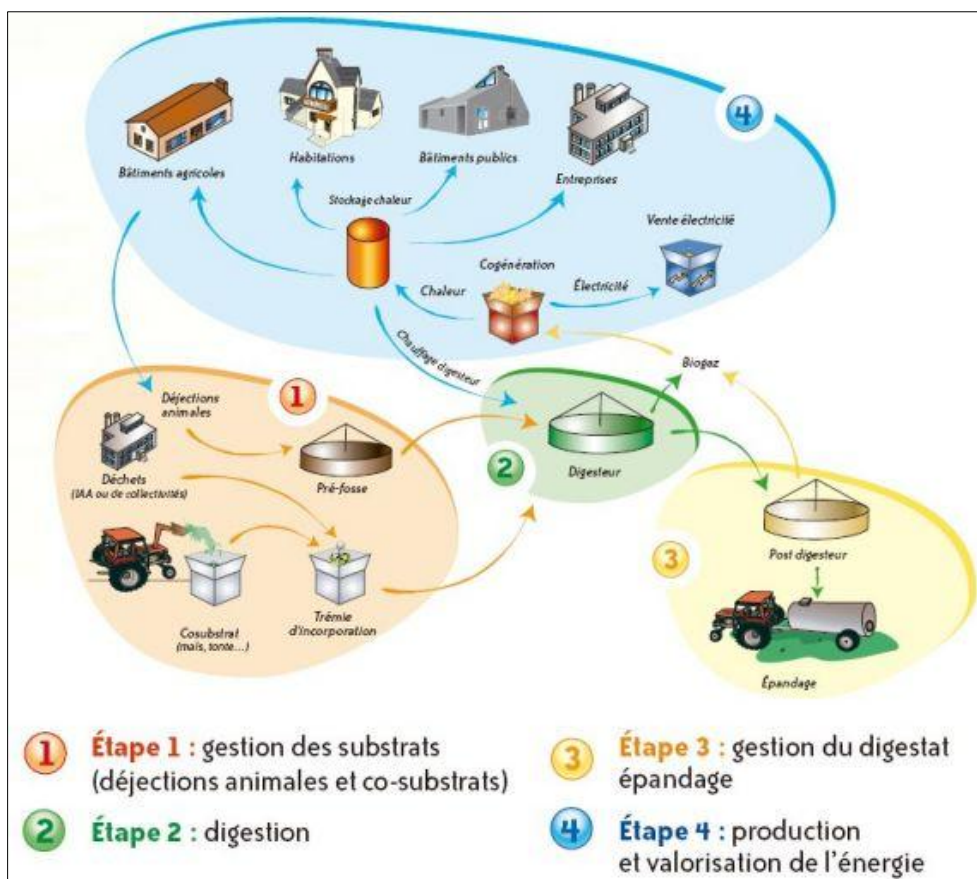 4
Bâtiments agricoles
Habitations
Bâtiments publics
Entreprises
Stockage chaleur
Vente électricité
Cogénération
Chaleur
Électricité
Chauffage digesteur
Biogaz
1
Déjections
animales
Déchets
(IAA ou de collectivités)
Pré-fosse
Cosubstrat
(maïs, tonte...)
Trémie
d'incorporation
2
Digesteur
3
Post digesteur
Épandage
1 Étape 1 : gestion des substrats
(déjections animales et co-substrats)
2 Étape 2 : digestion
3 Étape 3 : gestion du digestat
épandage
4 Étape 4 : production
et valorisation de l'énergie